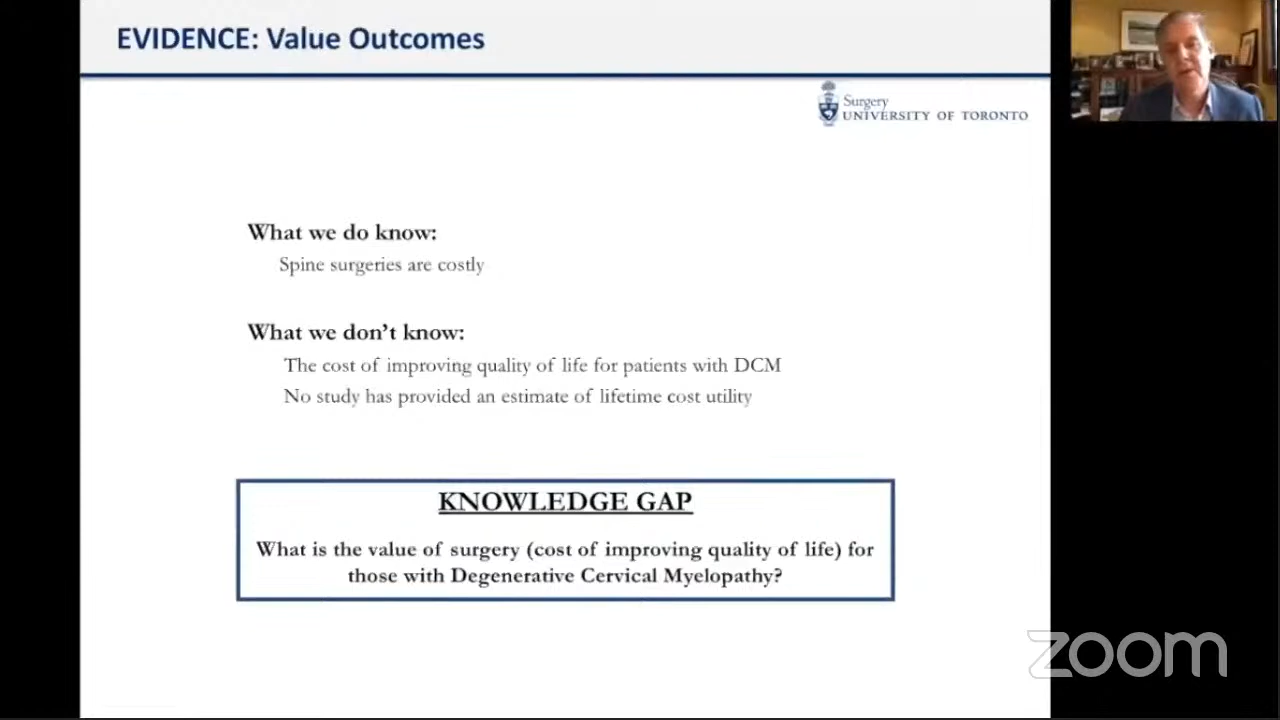 EVIDENCE: Value Outcomes
Surgery
UNIVERSITY OF TORONTO
What we do know:
Spine surgeries are costly
What we don't know:
The cost of improving quality of life for patients with DCM
No study has provided an estimate of lifetime cost utility
KNOWLEDGE GAP
What is the value of surgery (cost of improving quality of life) for
those with Degenerative Cervical Myelopathy?
zoom